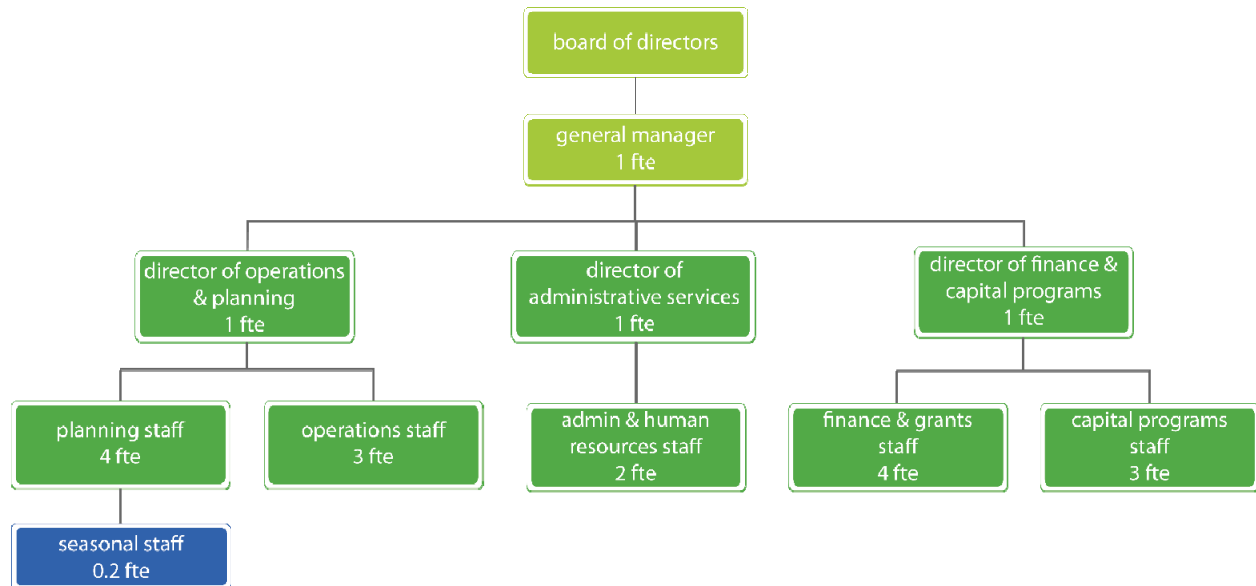 board of directors
general manager
1 fte
director of operations
& planning
1 fte
director of
administrative services
1 fte
director of finance &
capital programs
1 fte
planning staff
4 fte
operations staff
3 fte
admin & human
resources staff
2 fte
finance & grants
staff
4 fte
capital programs
staff
3 fte
seasonal staff
0.2 fte